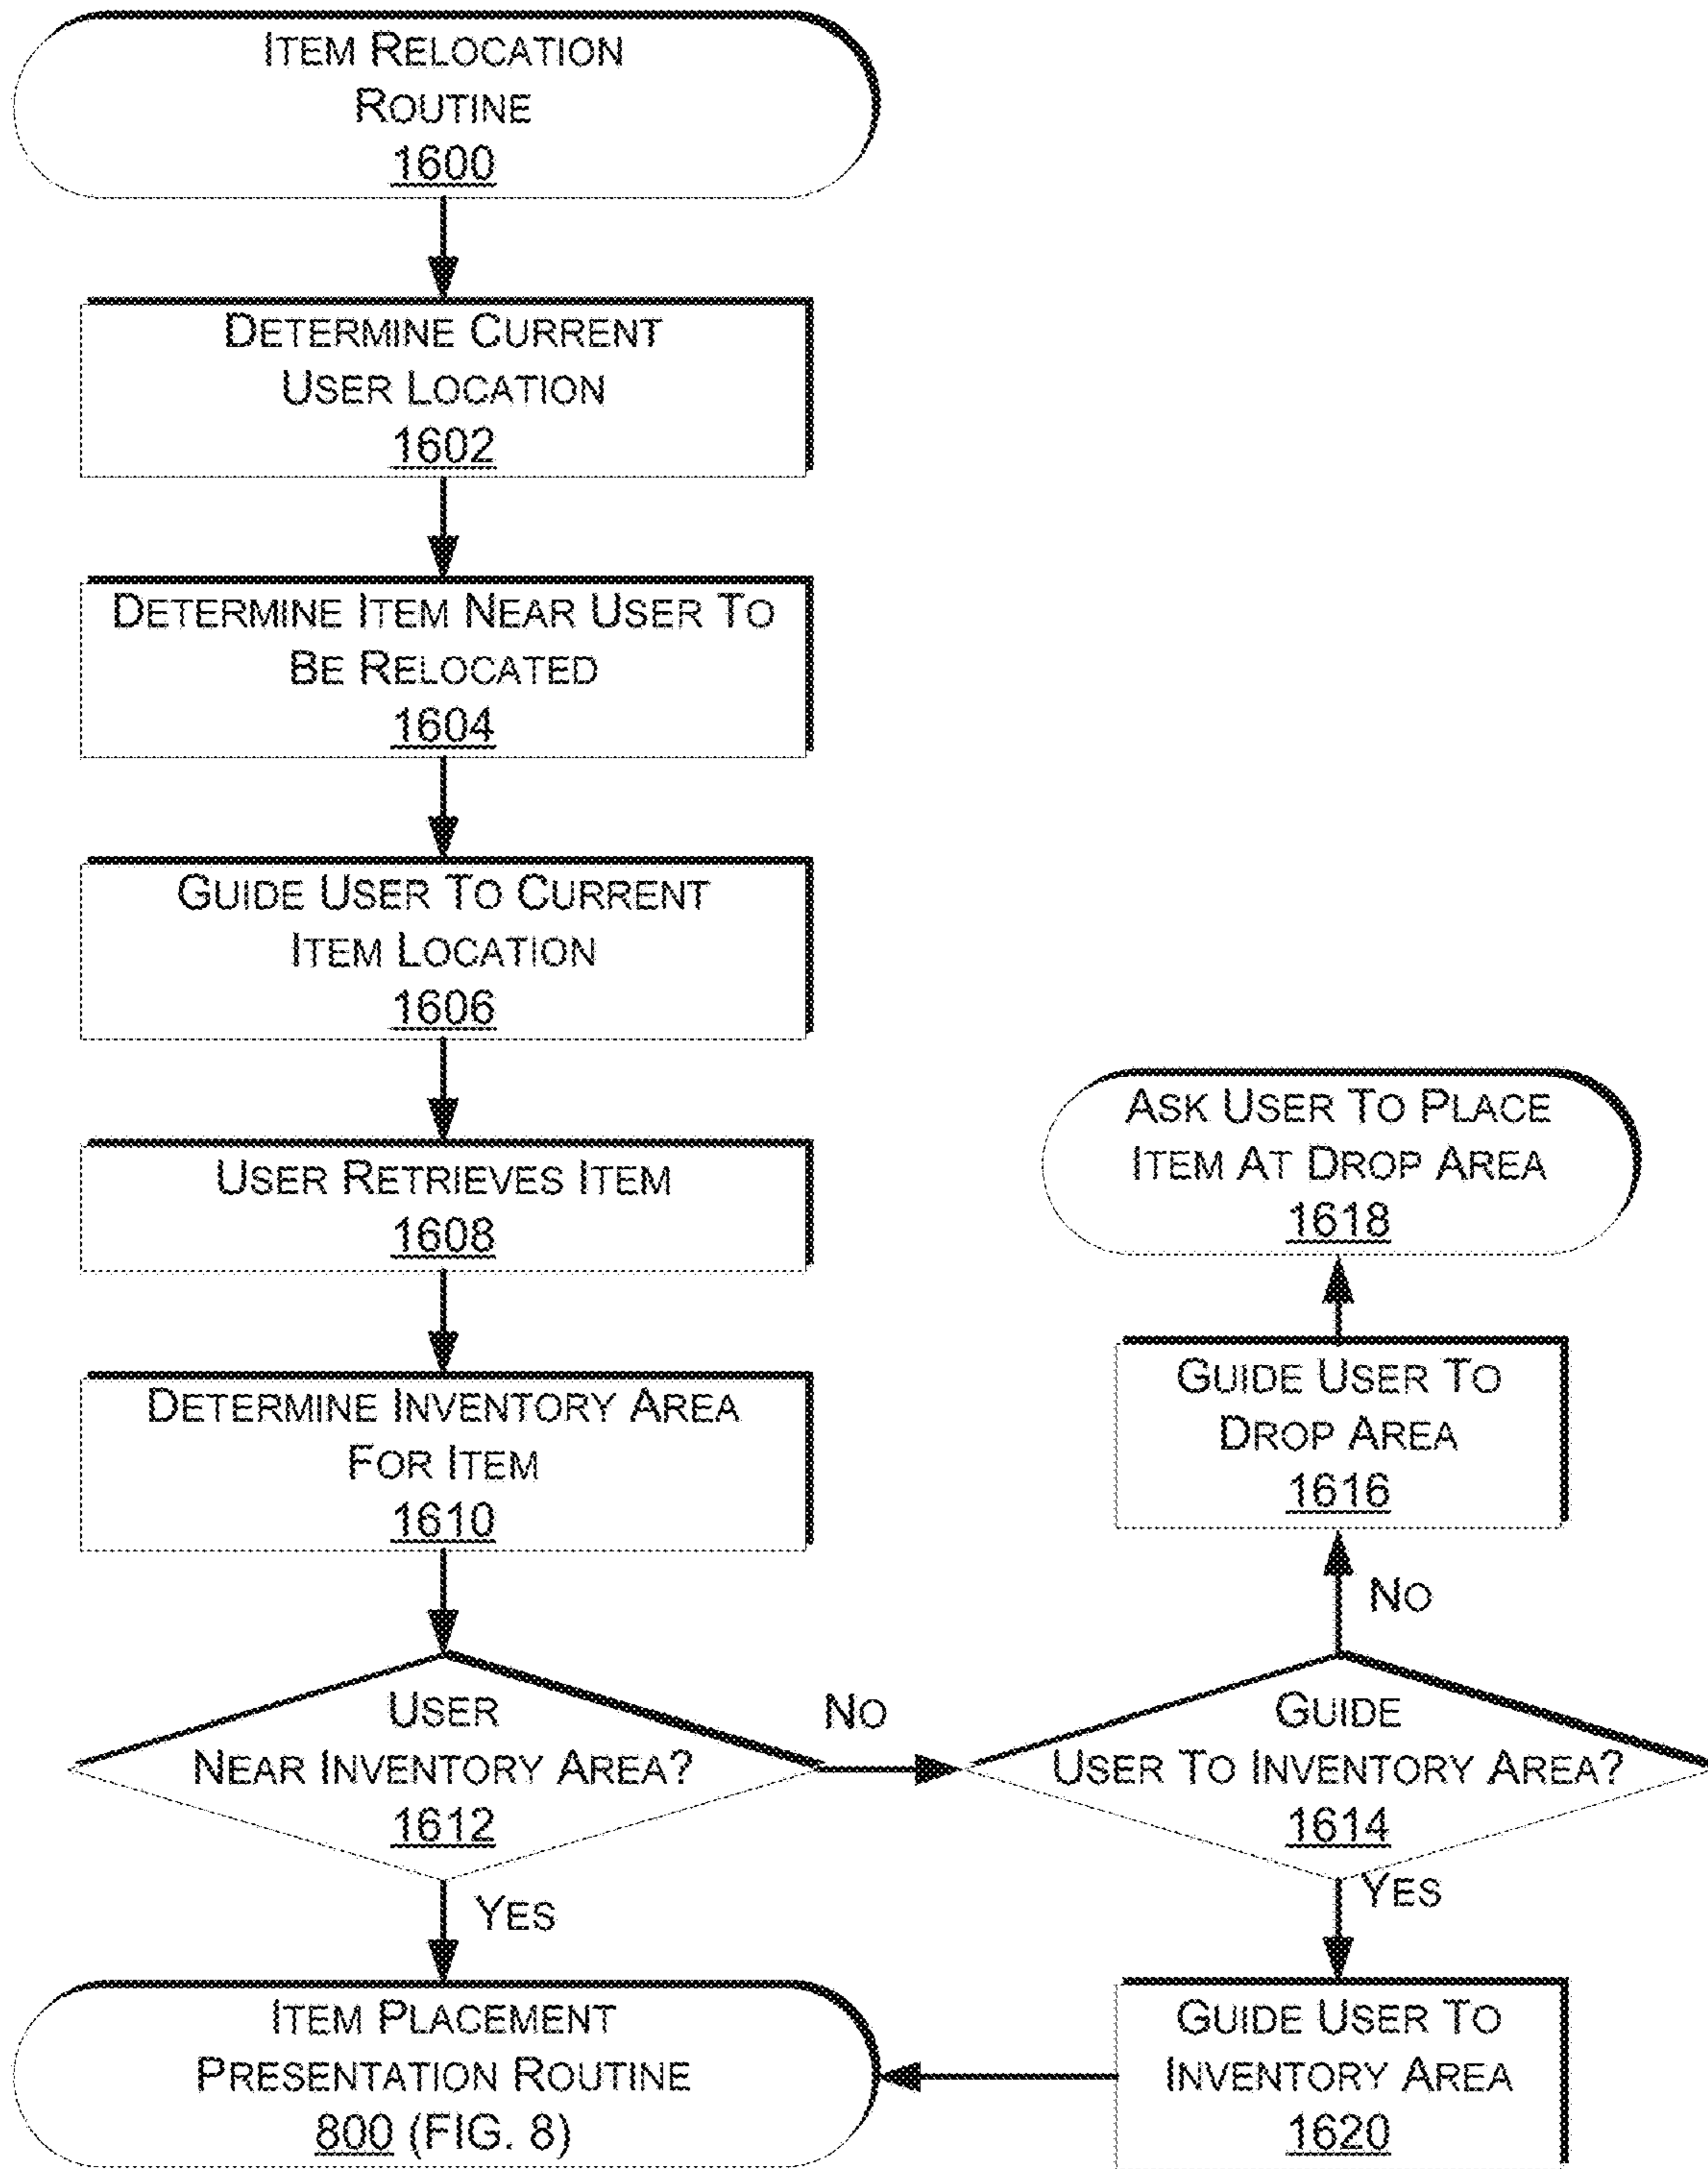 ITEM RELOCATION
ROUTINE
1600
DETERMINE CURRENT
USER LOCATION
1602
DETERMINE ITEM NEAR USER TO
BE RELOCATED
1604
GUIDE USER TO CURRENT
ITEM LOCATION
1606
USER RETRIEVES ITEM
1608
DETERMINE INVENTORY AREA
FOR ITEM
1610
USER
NEAR INVENTORY AREA?
1612
NO
YES
GUIDE
USER TO INVENTORY AREA?
1614
NO
GUIDE USER TO
DROP AREA
1616
ASK USER TO PLACE
ITEM AT DROP AREA
1618
YES
GUIDE USER TO
INVENTORY AREA
1620
ITEM PLACEMENT
PRESENTATION ROUTINE
800 (FIG. 8)